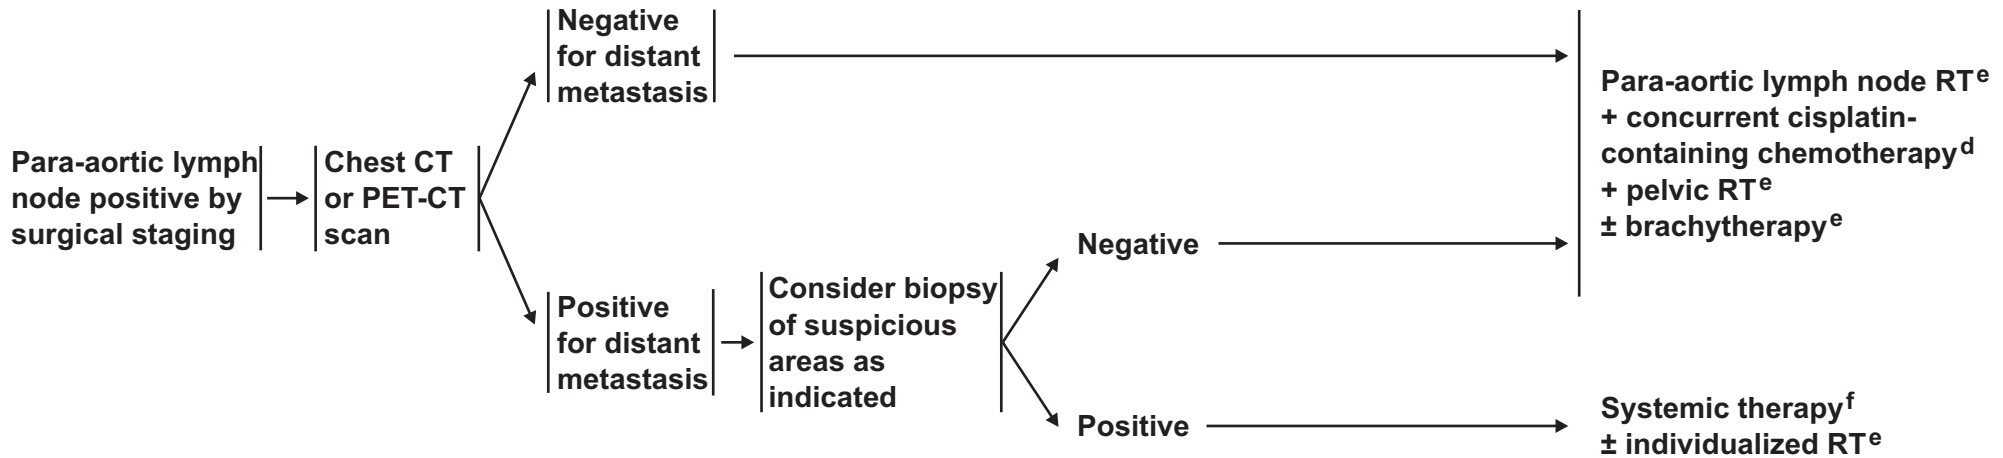 Para-aortic lymph
node positive by
surgical staging
Chest CT
or PET-CT
scan
Negative
for distant
metastasis
Positive
for distant
metastasis
Consider biopsy
of suspicious
areas as
indicated
Negative
Positive
Para-aortic lymph node RTe
+ concurrent cisplatin-
containing chemotherapyd
+ pelvic RTe
± brachytherapye
Systemic therapyf
± individualized RTe